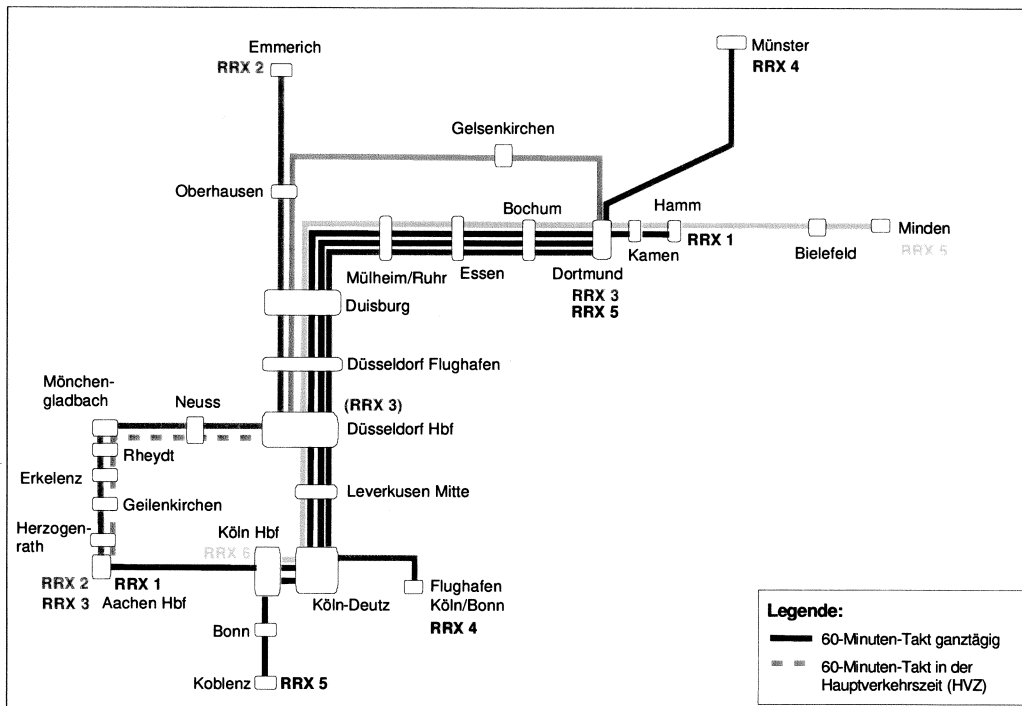 Emmerich
RRX 2
Münster
RRX 4
Gelsenkirchen
Oberhausen
Bochum
Hamm
RRX 1
Minden
RRX 5
Bielefeld
Kamen
Mülheim/Ruhr
Essen
Dortmund
RRX 3
RRX 5
Duisburg
Düsseldorf Flughafen
Mönchen-
gladbach
Neuss
(RRX 3)
Düsseldorf Hbf
Rheydt
Erkelenz
Geilenkirchen
Leverkusen Mitte
Herzogen-
rath
Köln Hbf
RRX 6
RRX 2
RRX 1
RRX 3
Aachen Hbf
Köln-Deutz
Flughafen
Köln/Bonn
RRX 4
Bonn
Koblenz
RRX 5
Legende:
60-Minuten-Takt ganztägig
60-Minuten-Takt in der
Hauptverkehrszeit (HVZ)